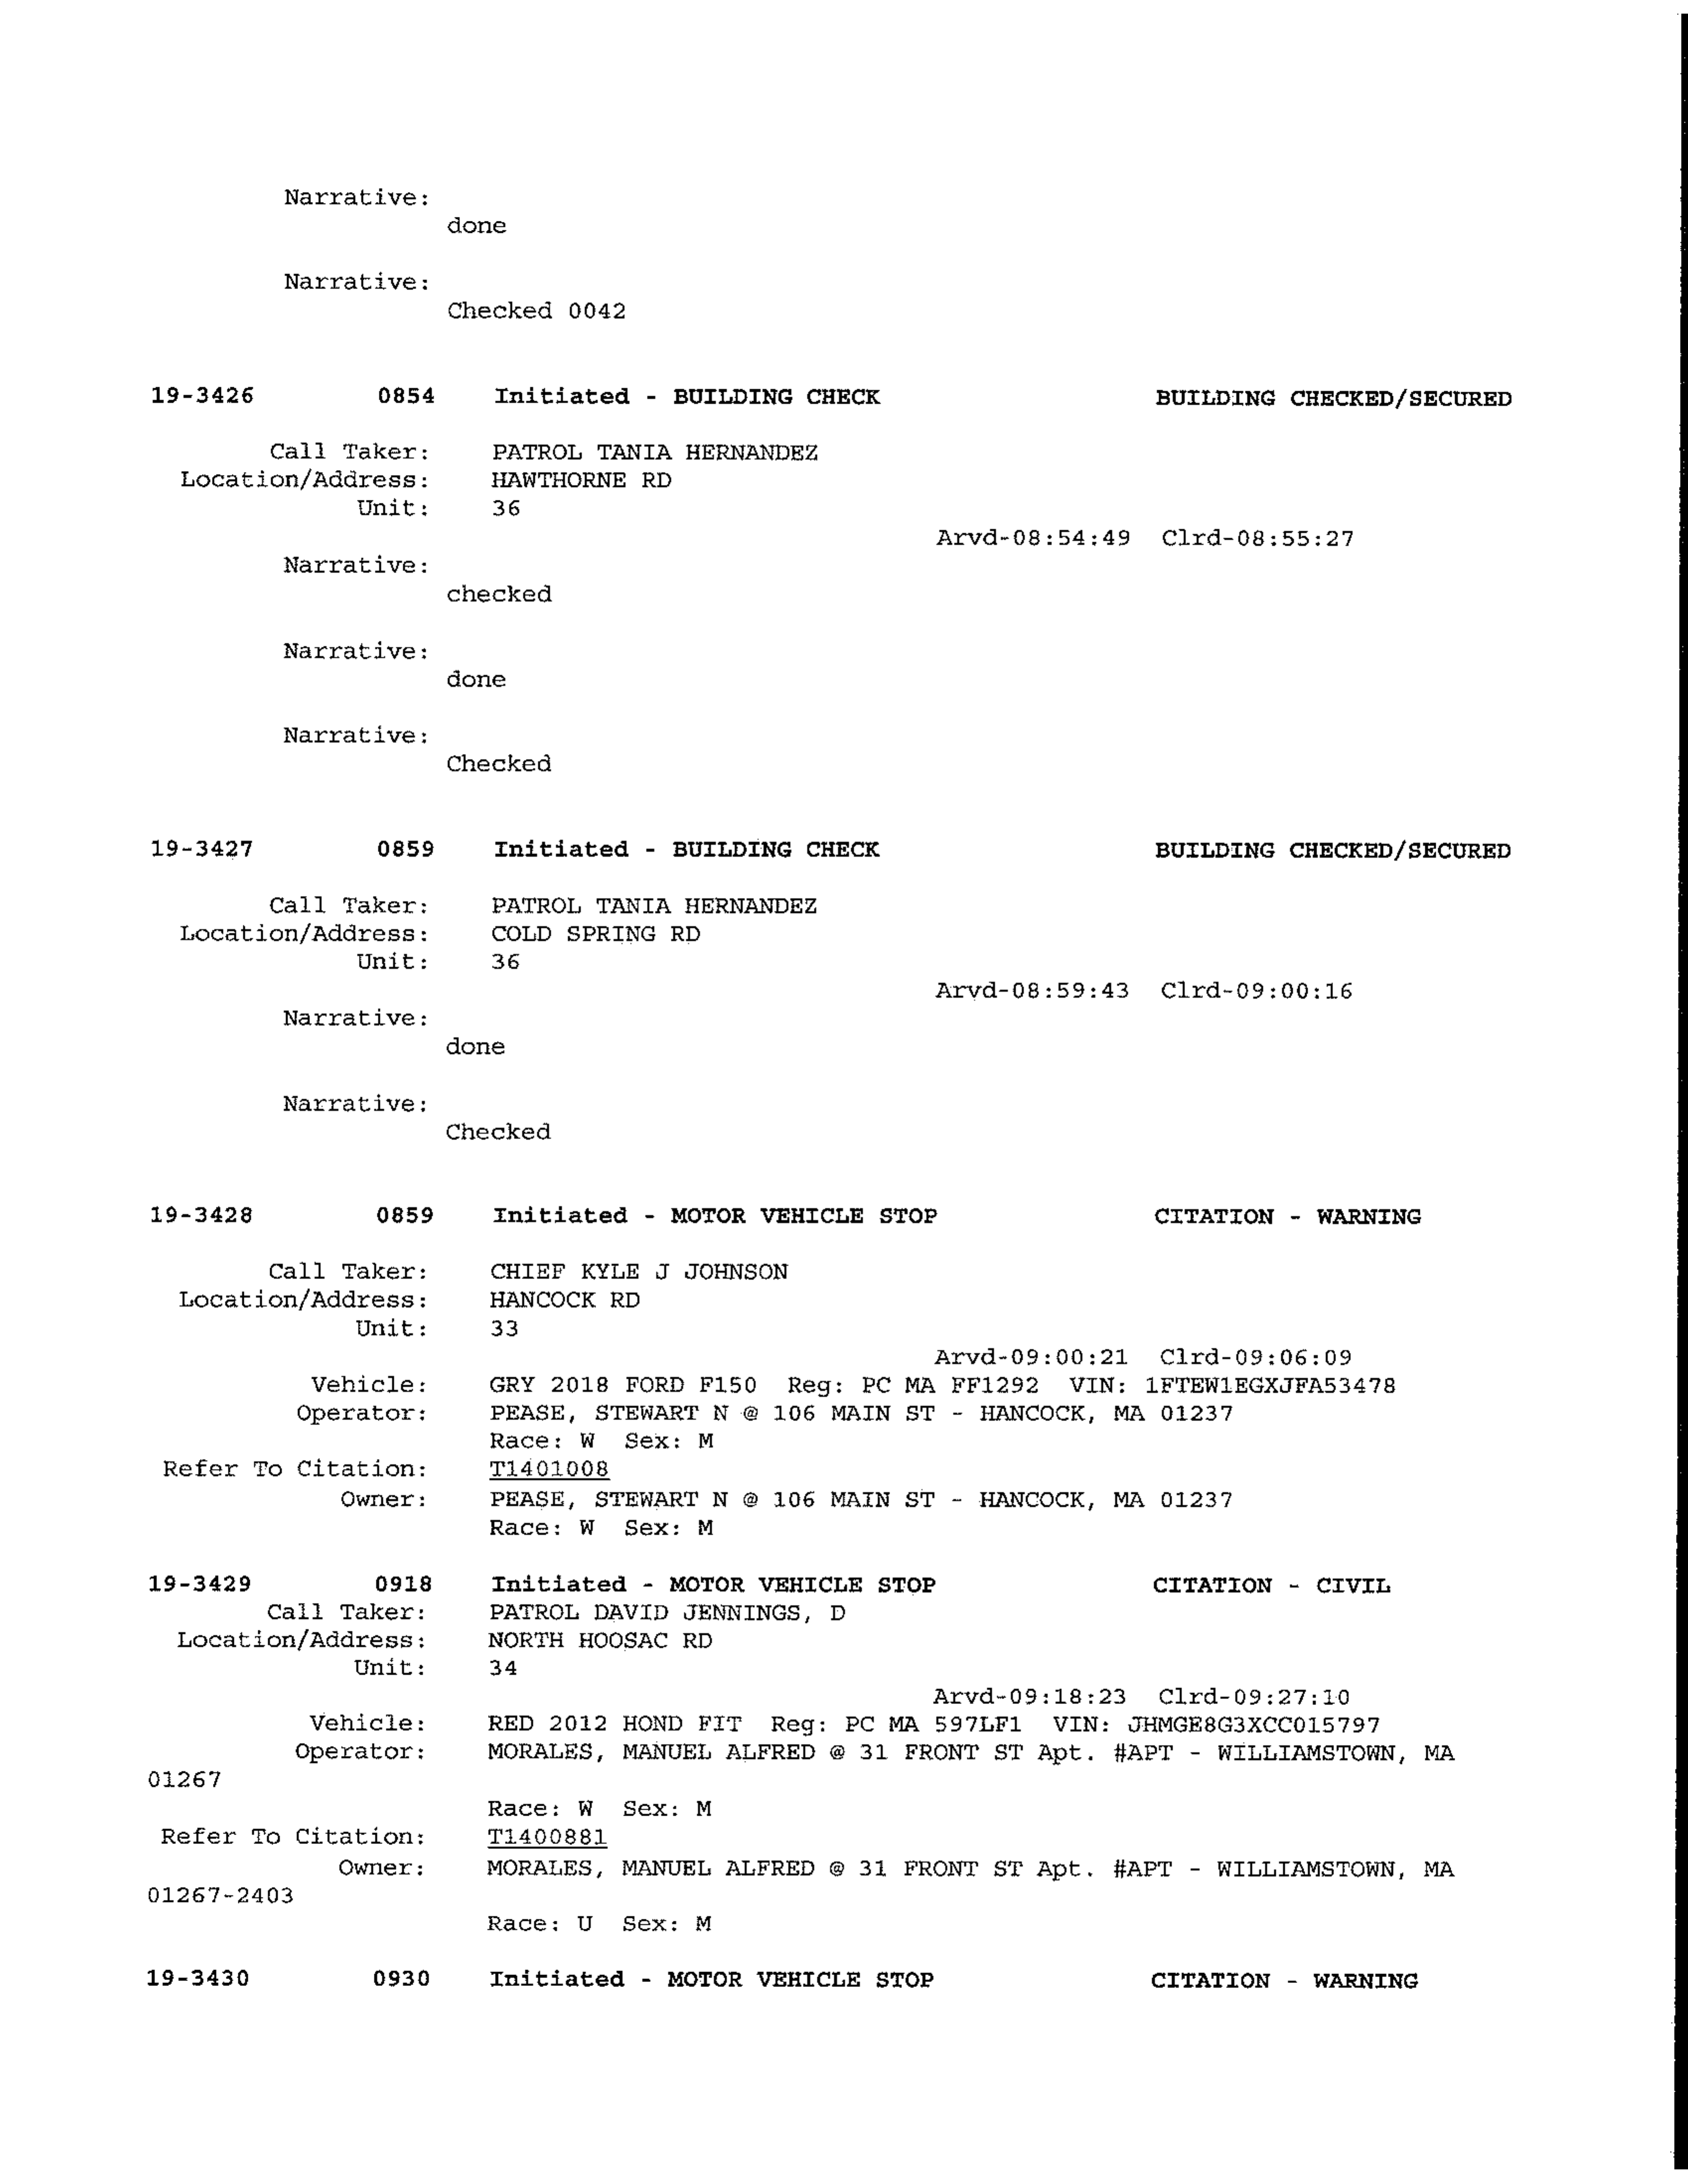 Narrative:
done
Narrative:
Checked 0042
19-3426 0854 Initiated - BUILDING CHECK BUILDING CHECKED/SECURED
Call Taker: PATROL TANIA HERNANDEZ
Location/Address: HAWTHORNE RD
Unit: 36
Arvd-08:54:49 Clrd-08:55:27
Narrative:
checked
Narrative:
done
Narrative:
Checked
19-3427 0859 Initiated - BUILDING CHECK BUILDING CHECKED/SECURED
Call Taker: PATROL TANIA HERNANDEZ
Location/Address: COLD SPRING RD
Unit: 36
Arvd-08:59:43 Clrd-09:00:16
Narrative:
done
Narrative:
Checked
19-3428 0859 Initiated - MOTOR VEHICLE STOP CITATION - WARNING
Call Taker: CHIEF KYLE J JOHNSON
Location/Address: HANCOCK RD
Unit: 33
Arvd-09:00:21 Clrd-09:06:09
Vehicle: GRY 2018 FORD F150 Reg: PC MA FF1292 VIN: 1FTEW1EGXJFA53478
Operator: PEASE, STEWART N @ 106 MAIN ST - HANCOCK, MA 01237
Race: W Sex: M
Refer To Citation: T1401008
Owner: PEASE, STEWART N @ 106 MAIN ST - HANCOCK, MA 01237
Race: W Sex: M
19-3429 0918 Initiated - MOTOR VEHICLE STOP CITATION - CIVIL
Call Taker: PATROL DAVID JENNINGS, D
Location/Address: NORTH HOOSAC RD
Unit: 34
Arvd-09:18:23 Clrd-09:27:10
Vehicle: RED 2012 HOND FIT Reg: PC MA 597LF1 VIN: JHMGE8G3XCC015797
Operator: MORALES, MANUEL ALFRED @ 31 FRONT ST Apt. #APT - WILLIAMSTOWN, MA
01267
Race: W Sex: M
Refer To Citation: T1400881
Owner: MORALES, MANUEL ALFRED @ 31 FRONT ST Apt. #APT - WILLIAMSTOWN, MA
01267-2403
Race: U Sex: M
19-3430 0930 Initiated - MOTOR VEHICLE STOP CITATION - WARNING